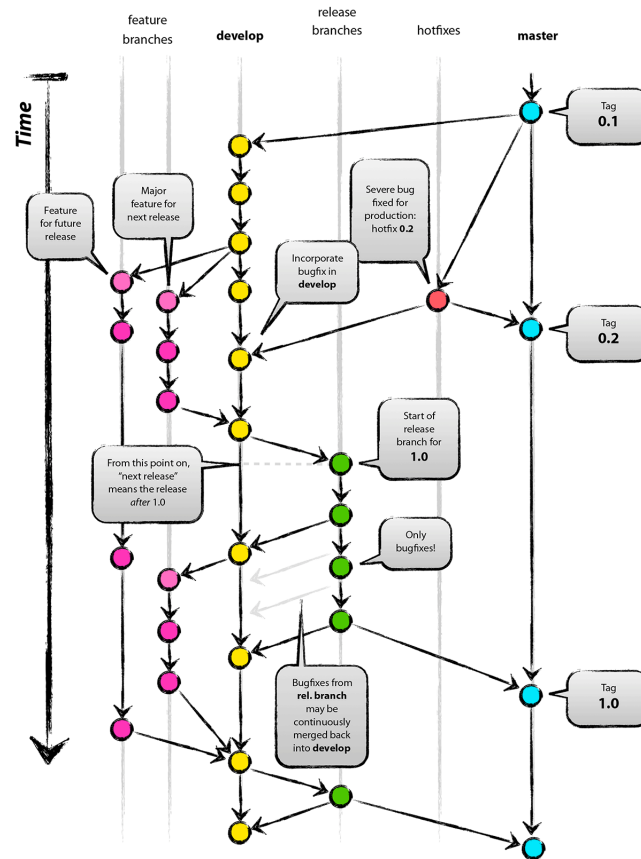 feature
branches
develop
release
branches
hotfixes
master
Time
Tag
0.1
Feature
for future
release
Major
feature for
next release
Severe bug
fixed for
production:
hotfix 0.2
Incorporate
bugfix in
develop
Tag
0.2
Start of
release
branch for
1.0
From this point on,
“next release”
means the release
after 1.0
Only
bugfixes!
Bugfixes from
rel. branch
may be
continuously
merged back
into develop
Tag
1.0